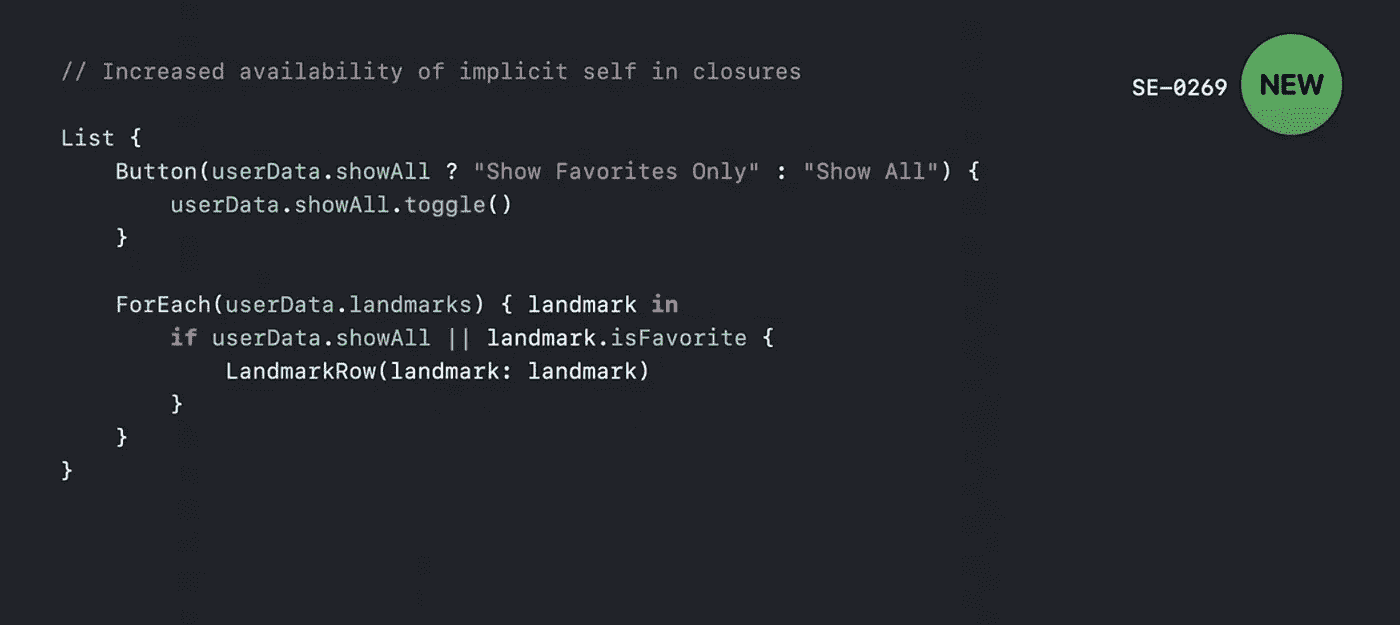 // Increased availability of implicit self in closures
SE-0269
NEW
List {
    Button(userData.showAll ? "Show Favorites Only" : "Show All") {
        userData.showAll.toggle()
    }

    ForEach(userData.landmarks) { landmark in
        if userData.showAll || landmark.isFavorite {
            LandmarkRow(landmark: landmark)
        }
    }
}